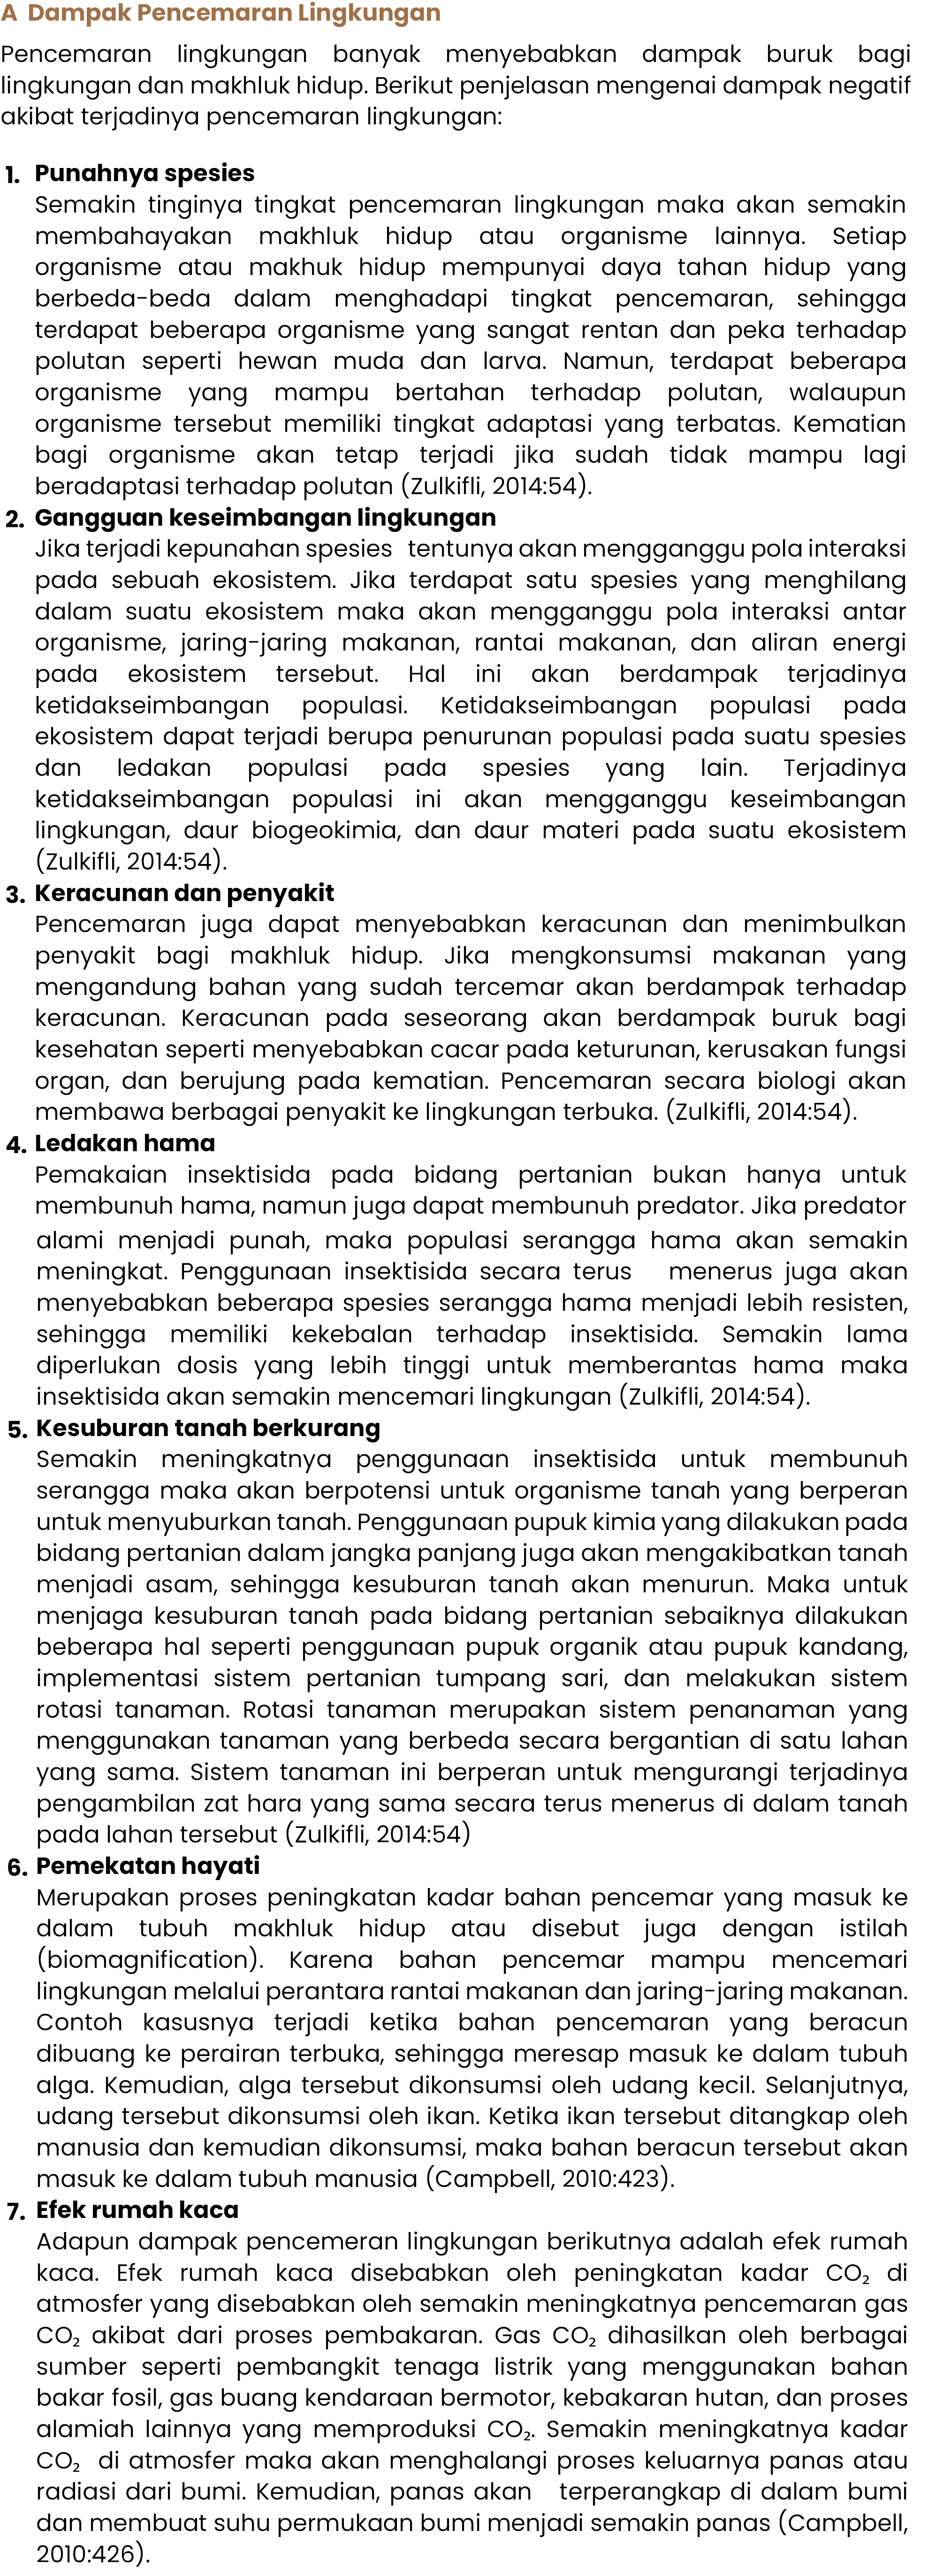 A Dampak Pencemaran Lingkungan
Pencemaran lingkungan banyak menyebabkan dampak buruk bagi
lingkungan dan makhluk hidup. Berikut penjelasan mengenai dampak negatif
akibat terjadinya pencemaran lingkungan:
1. Punahnya spesies
Semakin tingginya tingkat pencemaran lingkungan maka akan semakin
membahayakan makhluk hidup atau organisme lainnya. Setiap
organisme atau makhuk hidup mempunyai daya tahan hidup yang
berbeda-beda dalam menghadapi tingkat pencemaran, sehingga
terdapat beberapa organisme yang sangat rentan dan peka terhadap
polutan seperti hewan muda dan larva. Namun, terdapat beberapa
organisme yang mampu bertahan terhadap polutan, walaupun
organisme tersebut memiliki tingkat adaptasi yang terbatas. Kematian
bagi organisme akan tetap terjadi jika sudah tidak mampu lagi
beradaptasi terhadap polutan (Zulkifli, 2014:54).
2. Gangguan keseimbangan lingkungan
Jika terjadi kepunahan spesies tentunya akan mengganggu pola interaksi
pada sebuah ekosistem. Jika terdapat satu spesies yang menghilang
dalam suatu ekosistem maka akan mengganggu pola interaksi antar
organisme, jaring-jaring makanan, rantai makanan, dan aliran energi
pada ekosistem tersebut. Hal ini akan berdampak terjadinya
ketidakseimbangan populasi. Ketidakseimbangan populasi pada
ekosistem dapat terjadi berupa penurunan populasi pada suatu spesies
dan ledakan populasi pada spesies yang lain. Terjadinya
ketidakseimbangan populasi ini akan mengganggu keseimbangan
lingkungan, daur biogeokimia, dan daur materi pada suatu ekosistem
(Zulkifli, 2014:54).
3. Keracunan dan penyakit
Pencemaran juga dapat menyebabkan keracunan dan menimbulkan
penyakit bagi makhluk hidup. Jika mengkonsumsi makanan yang
mengandung bahan yang sudah tercemar akan berdampak terhadap
keracunan. Keracunan pada seseorang akan berdampak buruk bagi
kesehatan seperti menyebabkan cacar pada keturunan, kerusakan fungsi
organ, dan berujung pada kematian. Pencemaran secara biologi akan
membawa berbagai penyakit ke lingkungan terbuka. (Zulkifli, 2014:54).
4. Ledakan hama
Pemakaian insektisida pada bidang pertanian bukan hanya untuk
membunuh hama, namun juga dapat membunuh predator. Jika predator
alami menjadi punah, maka populasi serangga hama akan semakin
meningkat. Penggunaan insektisida secara terus menerus juga akan
menyebabkan beberapa spesies serangga hama menjadi lebih resisten,
sehingga memiliki kekebalan terhadap insektisida. Semakin lama
diperlukan dosis yang lebih tinggi untuk memberantas hama maka
insektisida akan semakin mencemari lingkungan (Zulkifli, 2014:54).
5. Kesuburan tanah berkurang
Semakin meningkatnya penggunaan insektisida untuk membunuh
serangga maka akan berpotensi untuk organisme tanah yang berperan
untuk menyuburkan tanah. Penggunaan pupuk kimia yang dilakukan pada
bidang pertanian dalam jangka panjang juga akan mengakibatkan tanah
menjadi asam, sehingga kesuburan tanah akan menurun. Maka untuk
menjaga kesuburan tanah pada bidang pertanian sebaiknya dilakukan
beberapa hal seperti penggunaan pupuk organik atau pupuk kandang,
implementasi sistem pertanian tumpang sari, dan melakukan sistem
rotasi tanaman. Rotasi tanaman merupakan sistem penanaman yang
menggunakan tanaman yang berbeda secara bergantian di satu lahan
yang sama. Sistem tanaman ini berperan untuk mengurangi terjadinya
pengambilan zat hara yang sama secara terus menerus di dalam tanah
pada lahan tersebut (Zulkifli, 2014:54)
6. Pemekatan hayati
Merupakan proses peningkatan kadar bahan pencemar yang masuk ke
dalam tubuh makhluk hidup atau disebut juga dengan istilah
(biomagnification). Karena bahan pencemar mampu mencemari
lingkungan melalui perantara rantai makanan dan jaring-jaring makanan.
Contoh kasusnya terjadi ketika bahan pencemaran yang beracun
dibuang ke perairan terbuka, sehingga meresap masuk ke dalam tubuh
alga. Kemudian, alga tersebut dikonsumsi oleh udang kecil. Selanjutnya,
udang tersebut dikonsumsi oleh ikan. Ketika ikan tersebut ditangkap oleh
manusia dan kemudian dikonsumsi, maka bahan beracun tersebut akan
masuk ke dalam tubuh manusia (Campbell, 2010:423).
7. Efek rumah kaca
Adapun dampak pencemeran lingkungan berikutnya adalah efek rumah
kaca. Efek rumah kaca disebabkan oleh peningkatan kadar CO₂ di
atmosfer yang disebabkan oleh semakin meningkatnya pencemaran gas
CO₂ akibat dari proses pembakaran. Gas CO₂ dihasilkan oleh berbagai
sumber seperti pembangkit tenaga listrik yang menggunakan bahan
bakar fosil, gas buang kendaraan bermotor, kebakaran hutan, dan proses
alamiah lainnya yang memproduksi CO₂. Semakin meningkatnya kadar
CO₂ di atmosfer maka akan menghalangi proses keluarnya panas atau
radiasi dari bumi. Kemudian, panas akan terperangkap di dalam bumi
dan membuat suhu permukaan bumi menjadi semakin panas (Campbell,
2010:426).